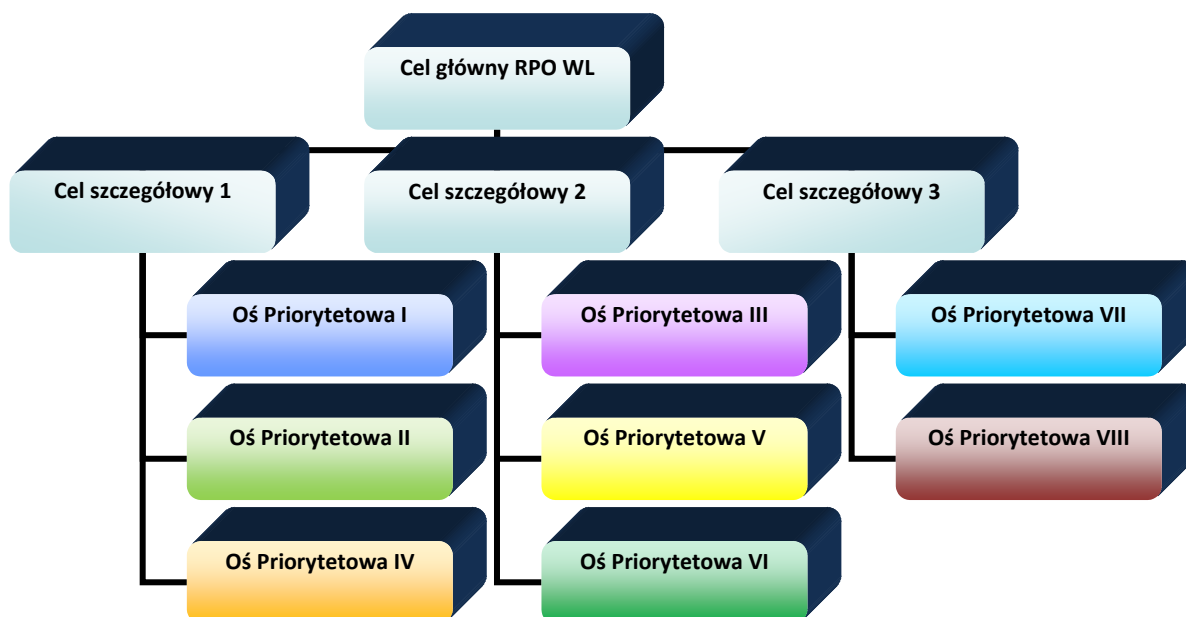 Cel główny RPO WL
Cel szczegółowy 1
Cel szczegółowy 2
Cel szczegółowy 3
Oś Priorytetowa I
Oś Priorytetowa III
Oś Priorytetowa VII
Oś Priorytetowa II
Oś Priorytetowa V
Oś Priorytetowa VIII
Oś Priorytetowa IV
Oś Priorytetowa VI